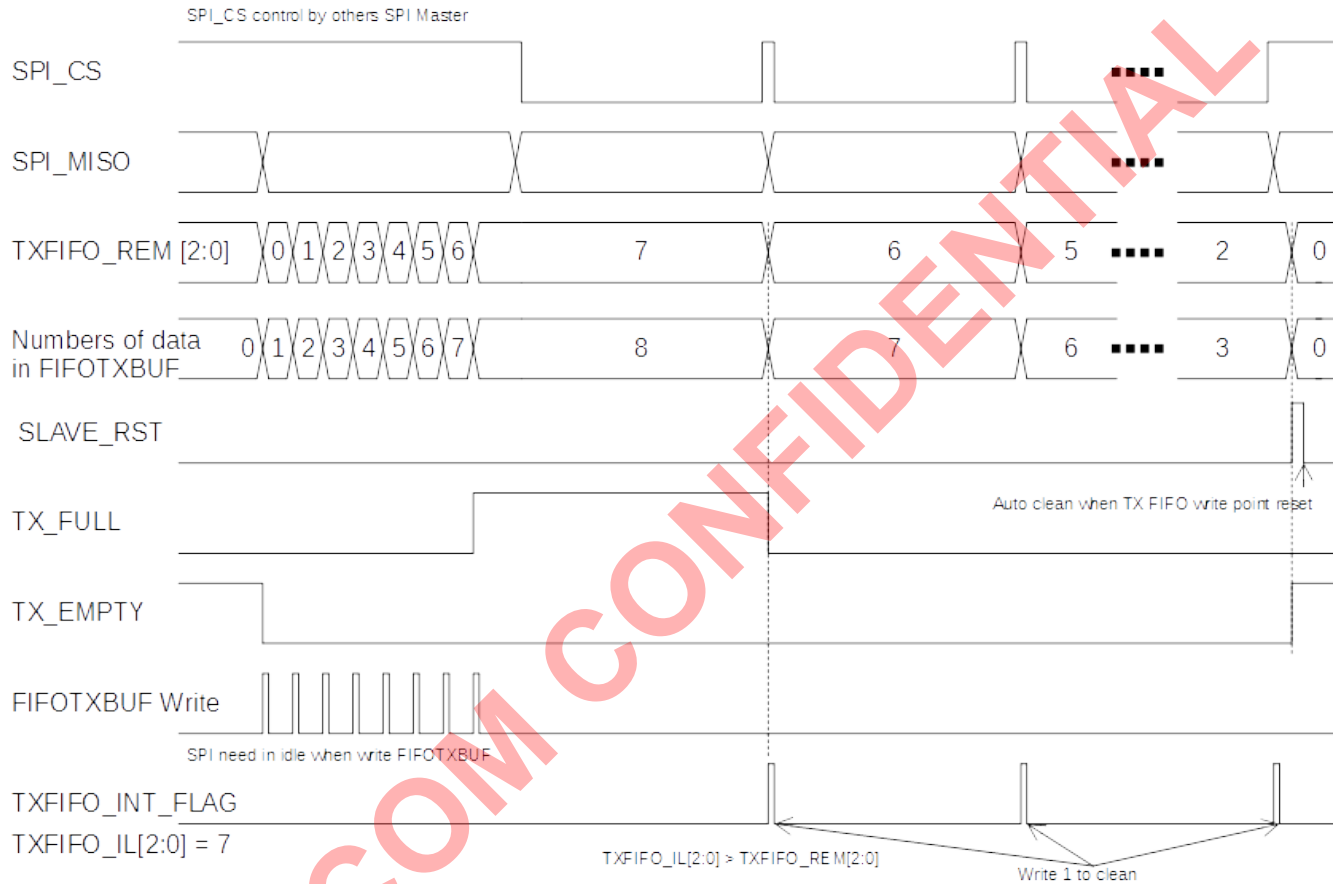 SPI_CS control by others SPI Master
SPI_CS
SPI_MISO
TXFIFO_REM [2:0] 0 1 2 3 4 5 6 7 6 5 2 0
Numbers of data
in FIFOTXBUF 0 1 2 3 4 5 6 7 8 7 6 3 0
SLAVE_RST
Auto clean when TX FIFO write point reset
TX_FULL
TX_EMPTY
FIFOTXBUF Write
SPI need in idle when write FIFOTXBUF
TXFIFO_INT_FLAG
TXFIFO_IL[2:0] = 7
TXFIFO_IL[2:0] > TXFIFO_REM[2:0]
Write 1 to clean
COM CONFIDENTIAL